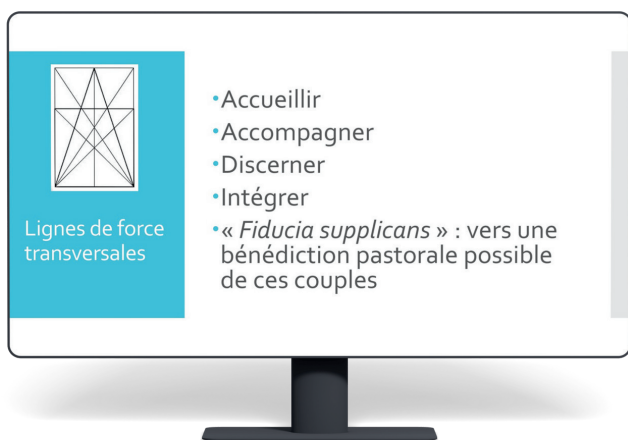 Lignes de force
transversales
•Accueillir
•Accompagner
•Discerner
•Intégrer
•« Fiducia supplicans » : vers une
bénédiction pastorale possible
de ces couples